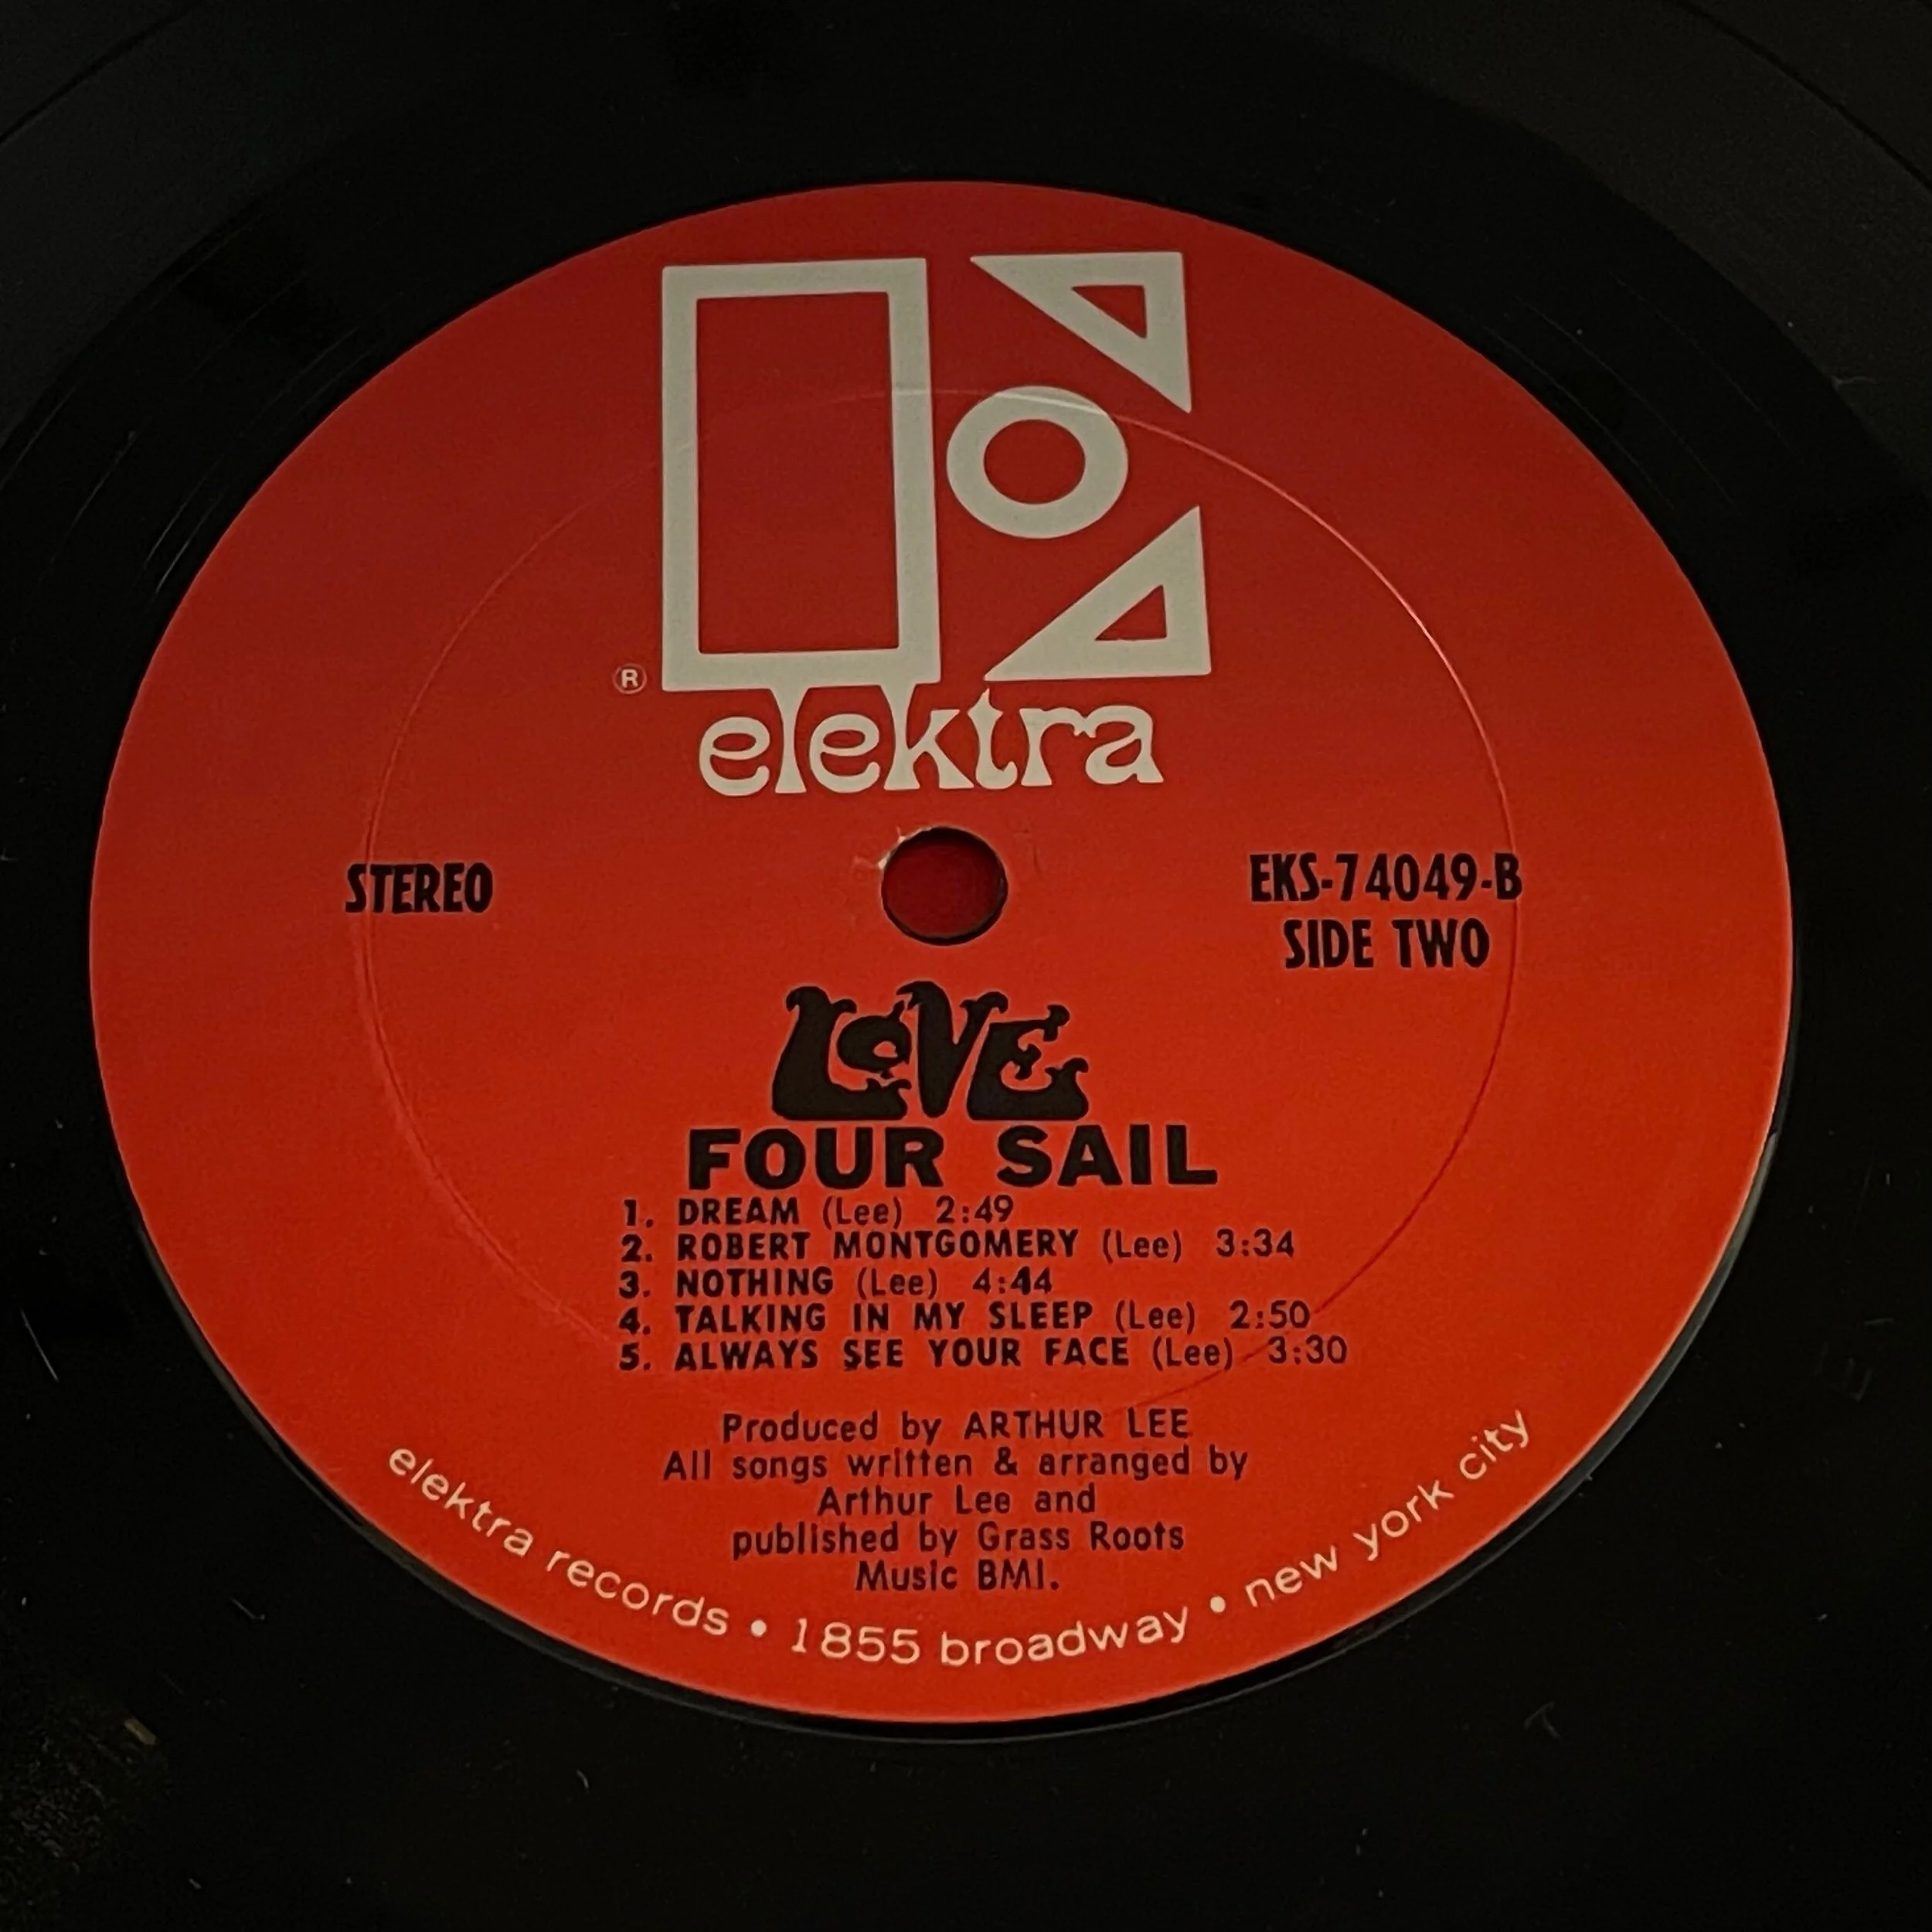 ®
elektra
STEREO
EKS-74049-B
SIDE TWO
LOVE
FOUR SAIL
1. DREAM (Lee) 2:49
2. ROBERT MONTGOMERY (Lee) 3:34
3. NOTHING (Lee) 4:44
4. TALKING IN MY SLEEP (Lee) 2:50
5. ALWAYS SEE YOUR FACE (Lee) 3:30
Produced by ARTHUR LEE
All songs written & arranged by
Arthur Lee and
published by Grass Roots
Music BMI.
elektra records • 1855 broadway • new york city